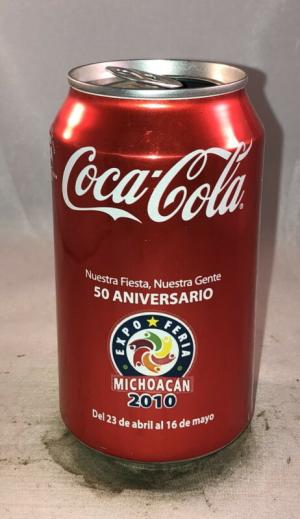 Coca-Cola
Nuestra Fiesta, Nuestra Gente
50 ANIVERSARIO
EXPO ★ FERIA
MICHOACÁN
2010
Del 23 de abril al 16 de mayo